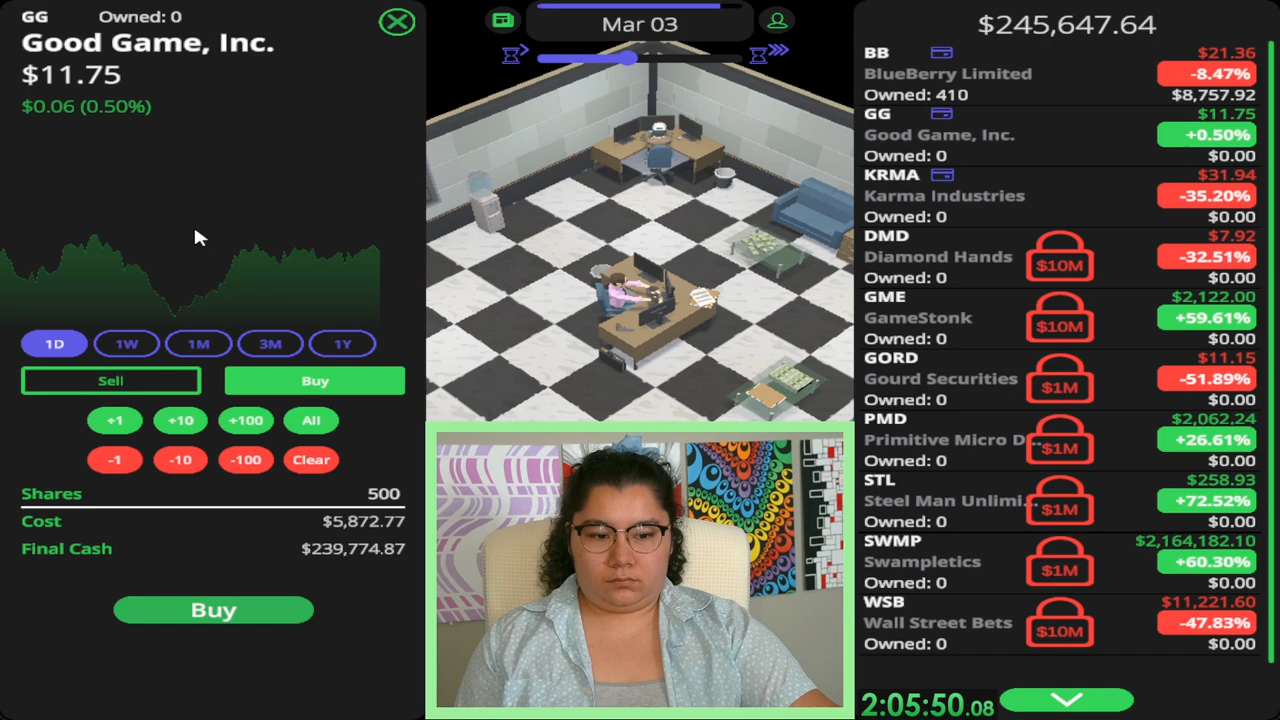 GG Owned: 0
Good Game, Inc.
$11.75
$0.06 (0.50%)
1D 1W 1M 3M 1Y
Sell Buy
+1 +10 +100 All
-1 -10 -100 Clear
Shares 500
Cost $5,872.77
Final Cash $239,774.87
Buy
Mar 03
$245,647.64
BB $21.36
BlueBerry Limited -8.47%
Owned: 410 $8,757.92
GG $11.75
Good Game, Inc. +0.50%
Owned: 0 $0.00
KRMA $31.94
Karma Industries -35.20%
Owned: 0 $0.00
DMD $7.92
Diamond Hands $10M -32.51%
Owned: 0 $0.00
GME $2,122.00
GameStonk $10M +59.61%
Owned: 0 $0.00
GORD $11.15
Gourd Securities $1M -51.89%
Owned: 0 $0.00
PMD $2,062.24
Primitive Micro D... $1M +26.61%
Owned: 0 $0.00
STL $258.93
Steel Man Unlimi... $1M +72.52%
Owned: 0 $0.00
SWMP $2,164,182.10
Swampletics $1M +60.30%
Owned: 0 $0.00
WSB $11,221.60
Wall Street Bets $10M -47.83%
Owned: 0 $0.00
2:05:50.08